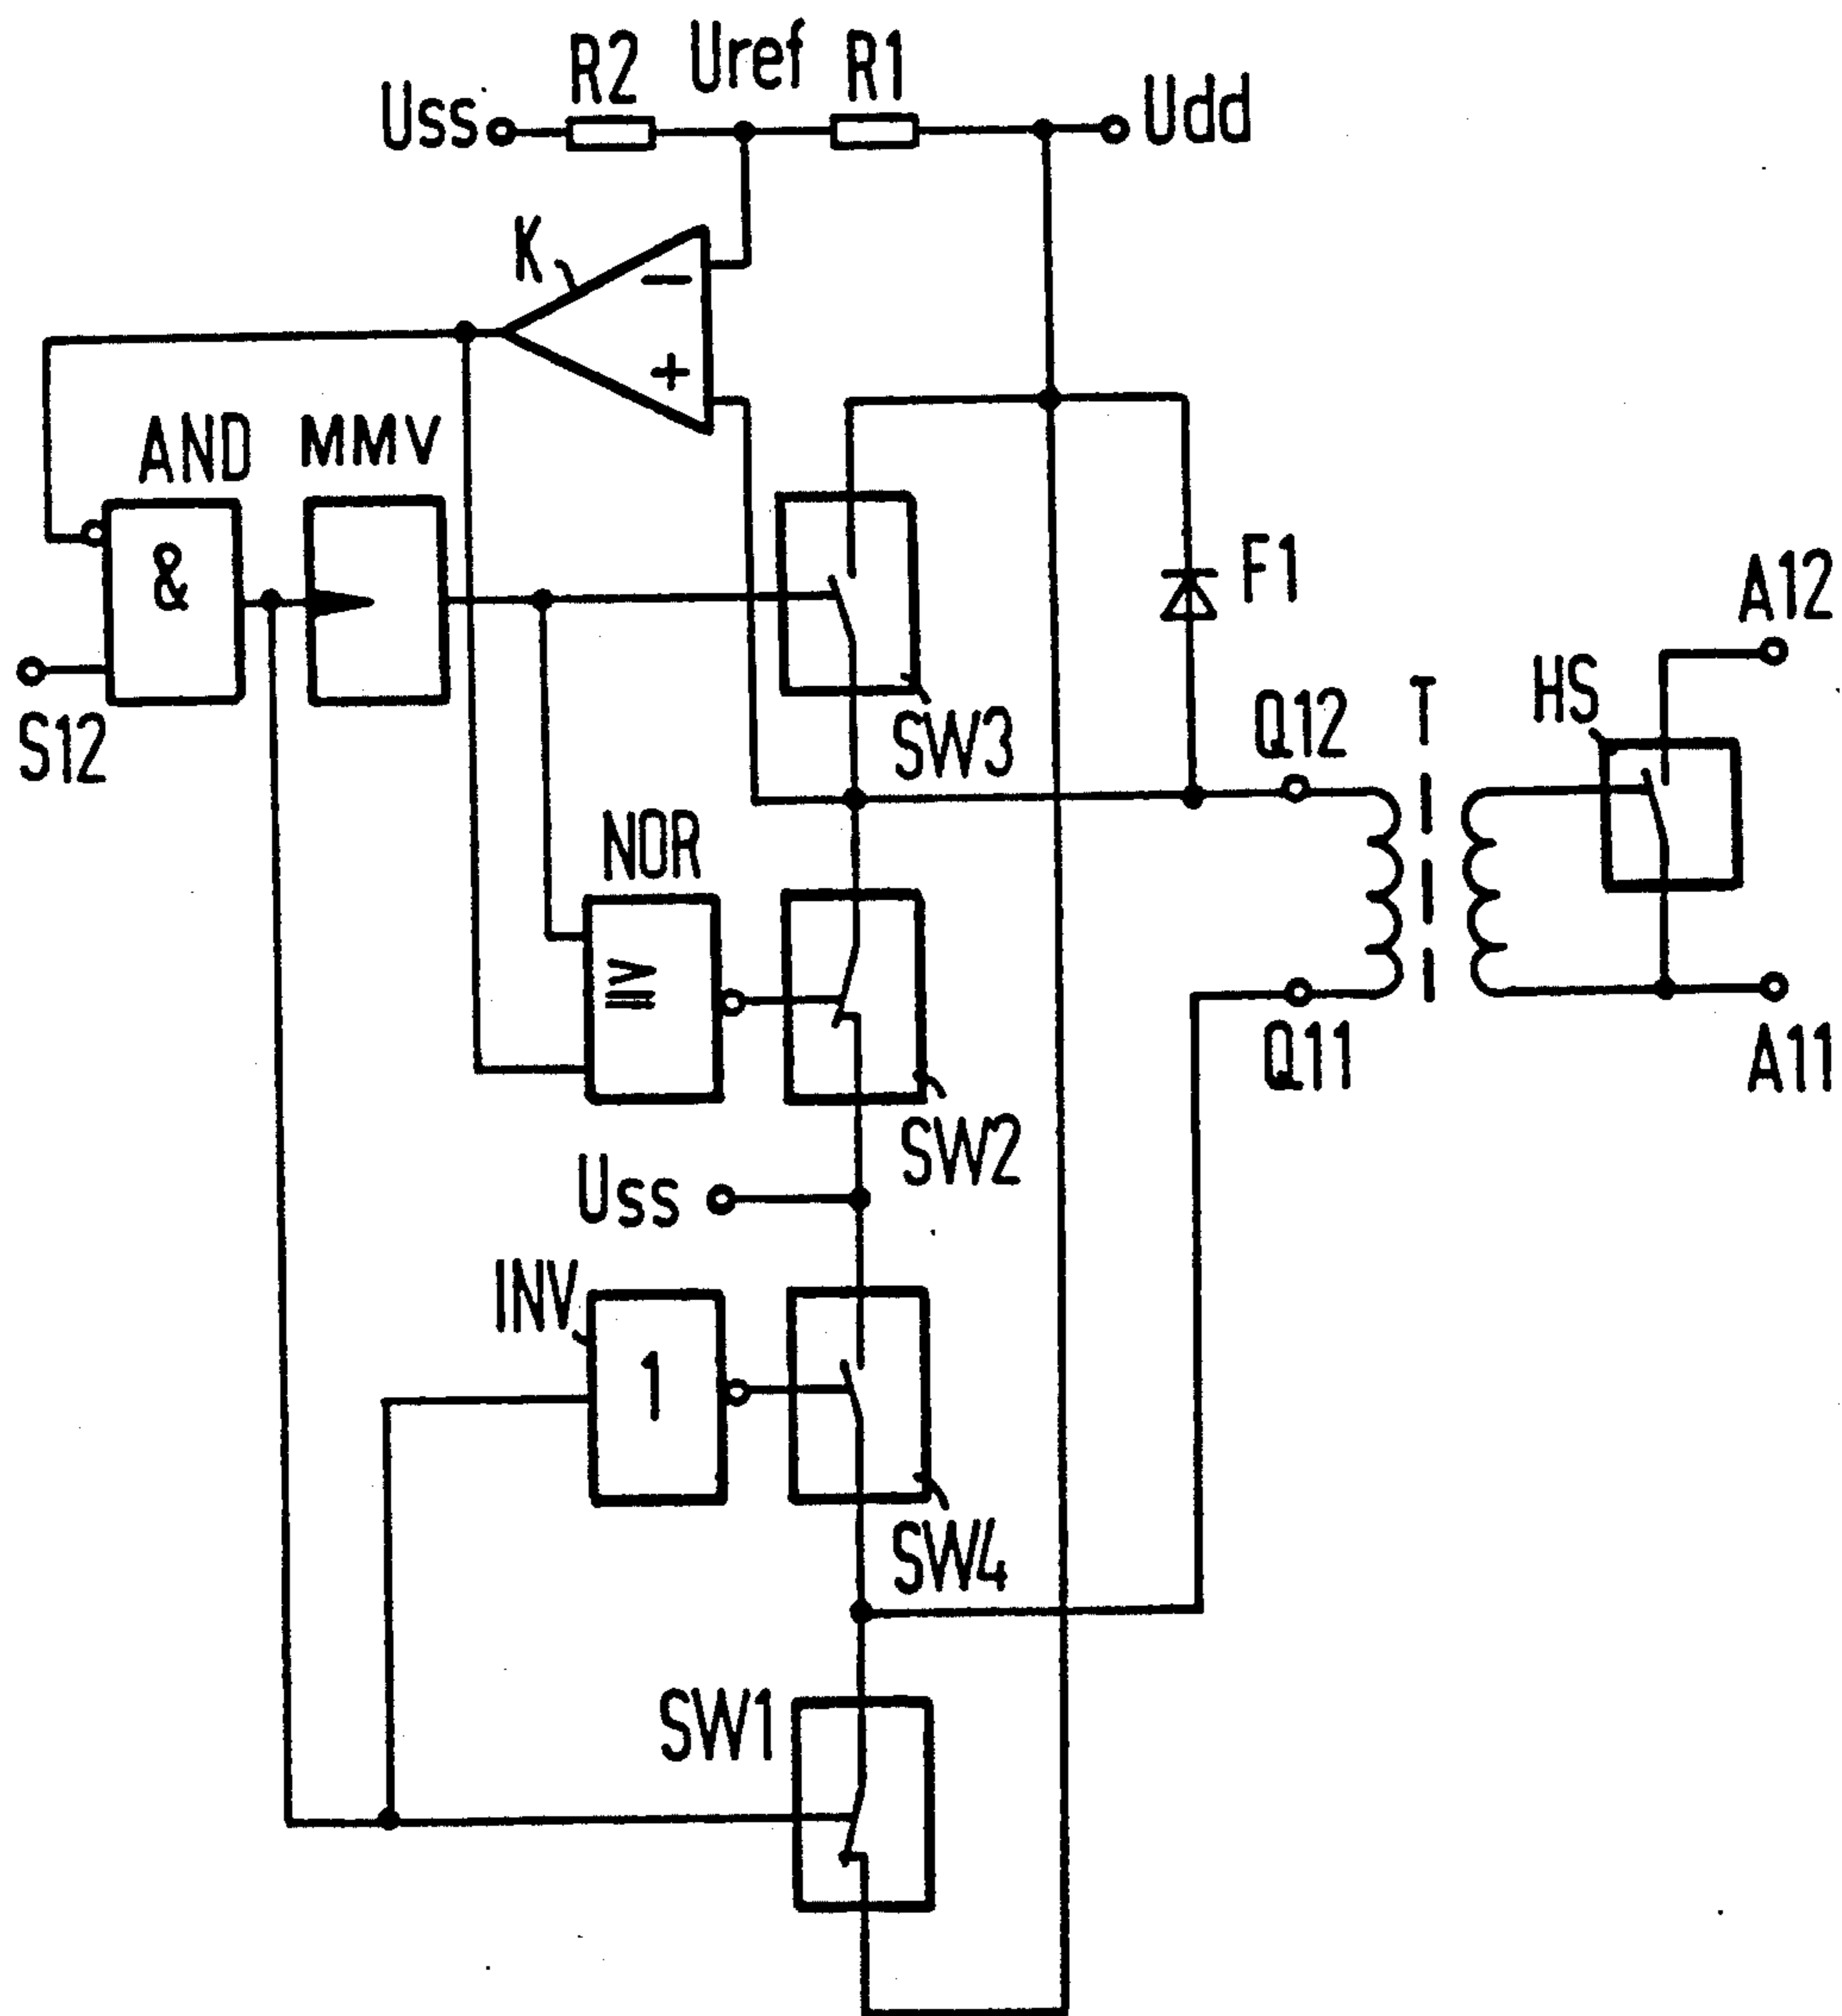 Uss R2 Uref R1 Udd
K
−
+
AND MMV
&
S12
SW3
F1
A12
HS
T
Q12
NOR
≥
Q11
A11
SW2
Uss
INV
1
SW4
SW1